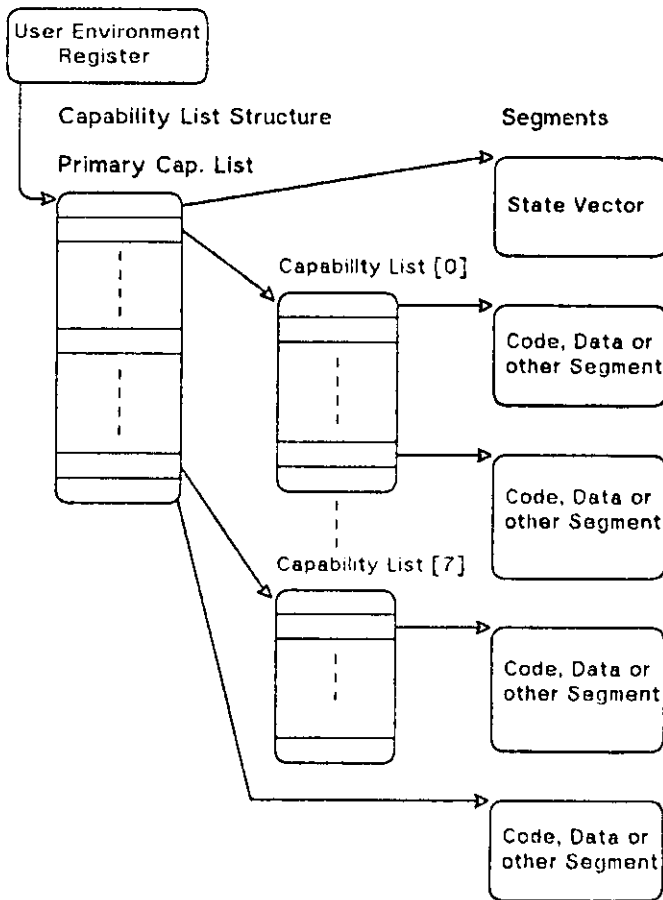 User Environment
Register
Capability List Structure
Segments
Primary Cap. List
State Vector
Capability List [0]
Code, Data or
other Segment
Code, Data or
other Segment
Capability List [7]
Code, Data or
other Segment
Code, Data or
other Segment